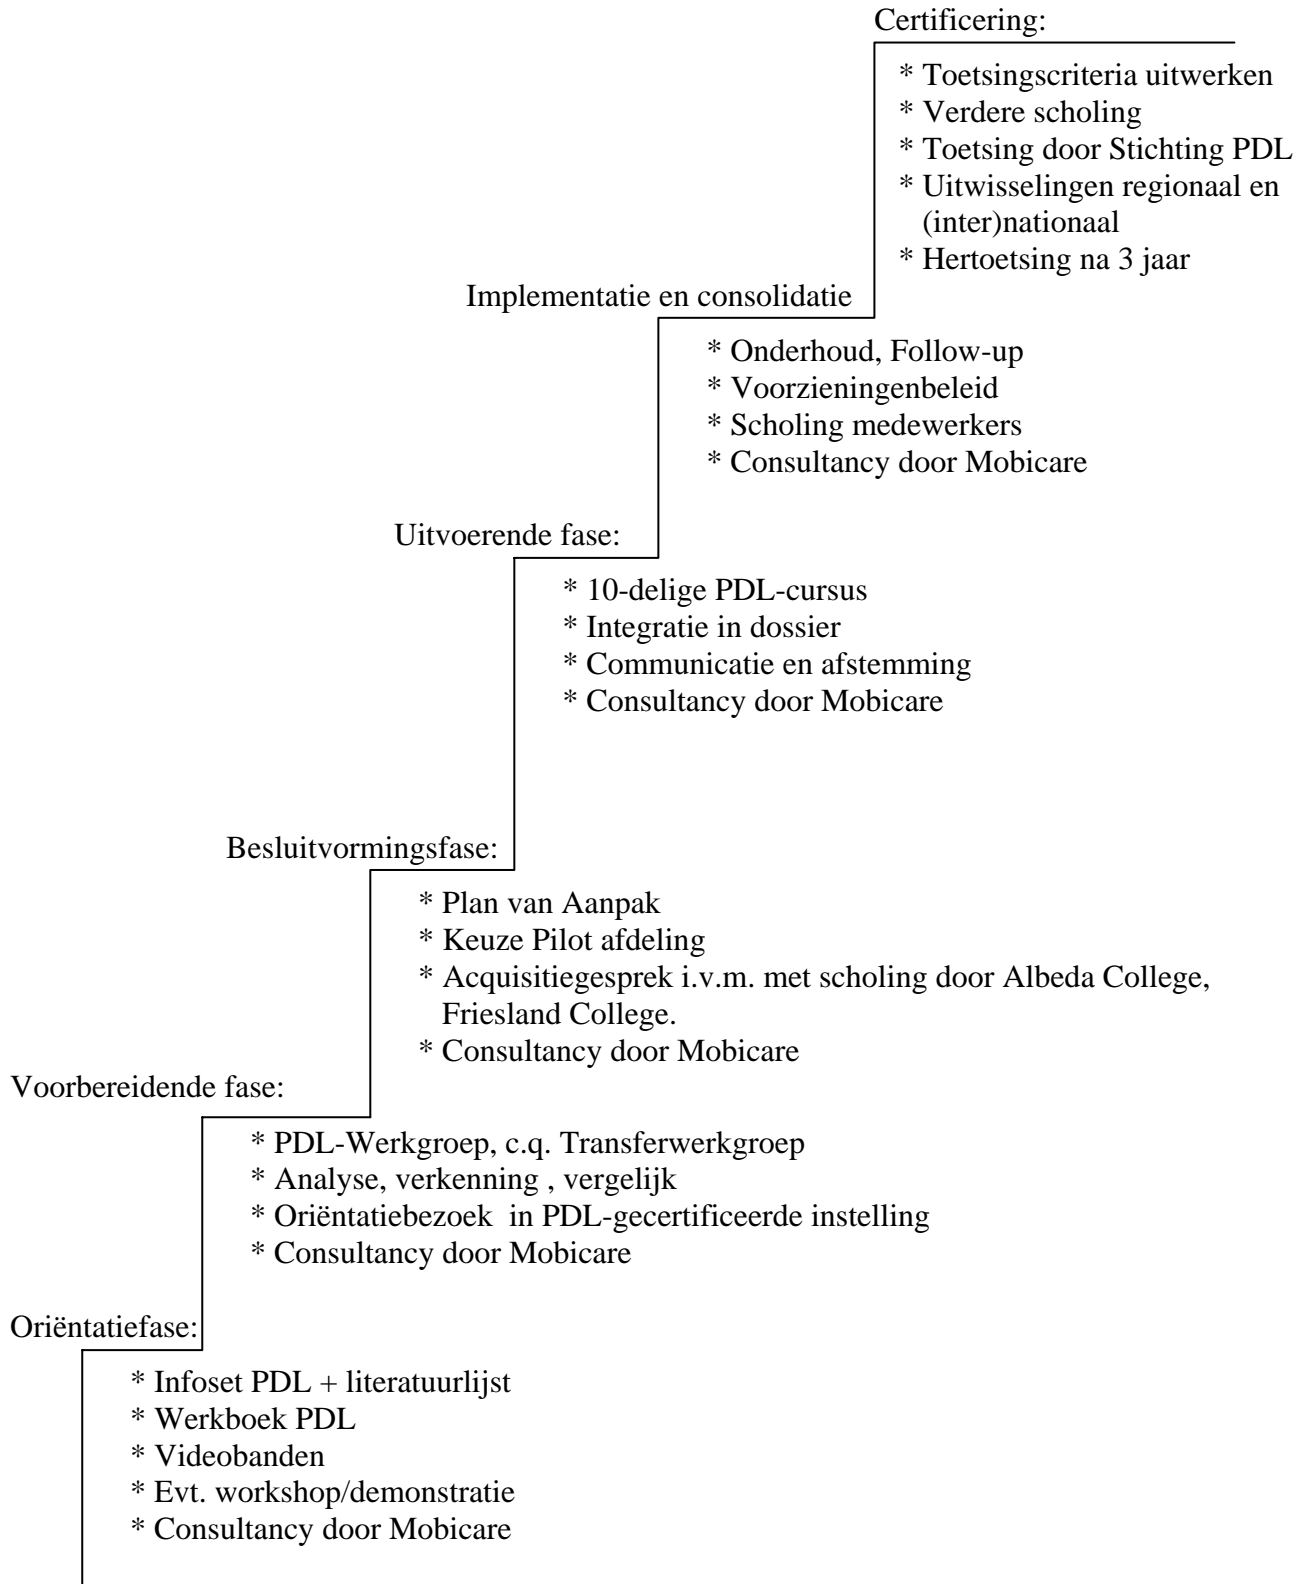 Certificering:
* Toetsingscriteria uitwerken
* Verdere scholing
* Toetsing door Stichting PDL
* Uitwisselingen regionaal en
(inter)nationaal
* Hertoetsing na 3 jaar
Implementatie en consolidatie
* Onderhoud, Follow-up
* Voorzieningenbeleid
* Scholing medewerkers
* Consultancy door Mobicare
Uitvoerende fase:
* 10-delige PDL-cursus
* Integratie in dossier
* Communicatie en afstemming
* Consultancy door Mobicare
Besluitvormingsfase:
* Plan van Aanpak
* Keuze Pilot afdeling
* Acquisitiegesprek i.v.m. met scholing door Albeda College,
Friesland College.
* Consultancy door Mobicare
Voorbereidende fase:
* PDL-Werkgroep, c.q. Transferwerkgroep
* Analyse, verkenning , vergelijk
* Oriëntatiebezoek  in PDL-gecertificeerde instelling
* Consultancy door Mobicare
Oriëntatiefase:
* Infoset PDL + literatuurlijst
* Werkboek PDL
* Videobanden
* Evt. workshop/demonstratie
* Consultancy door Mobicare